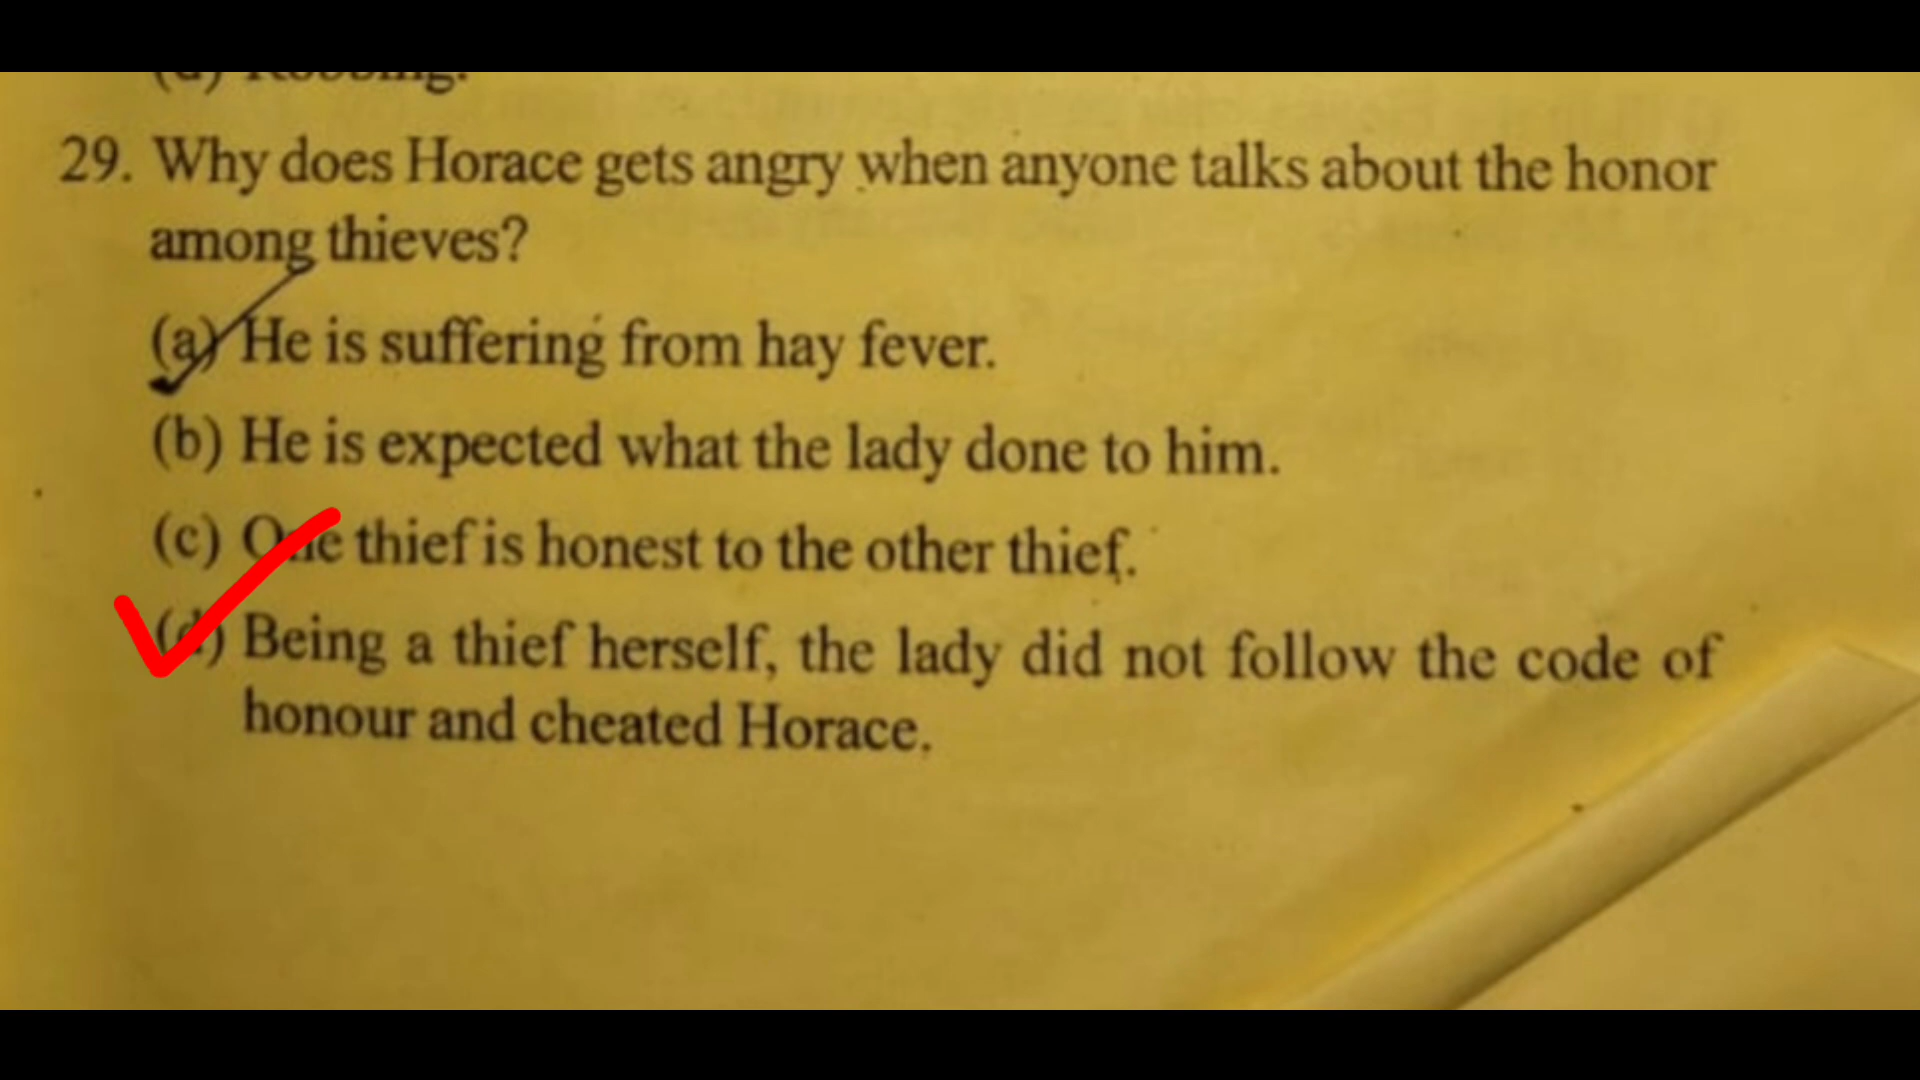 (d) Robbing.
29. Why does Horace gets angry when anyone talks about the honor
among thieves?
(a) He is suffering from hay fever.
(b) He is expected what the lady done to him.
(c) One thief is honest to the other thief.
(d) Being a thief herself, the lady did not follow the code of
honour and cheated Horace.